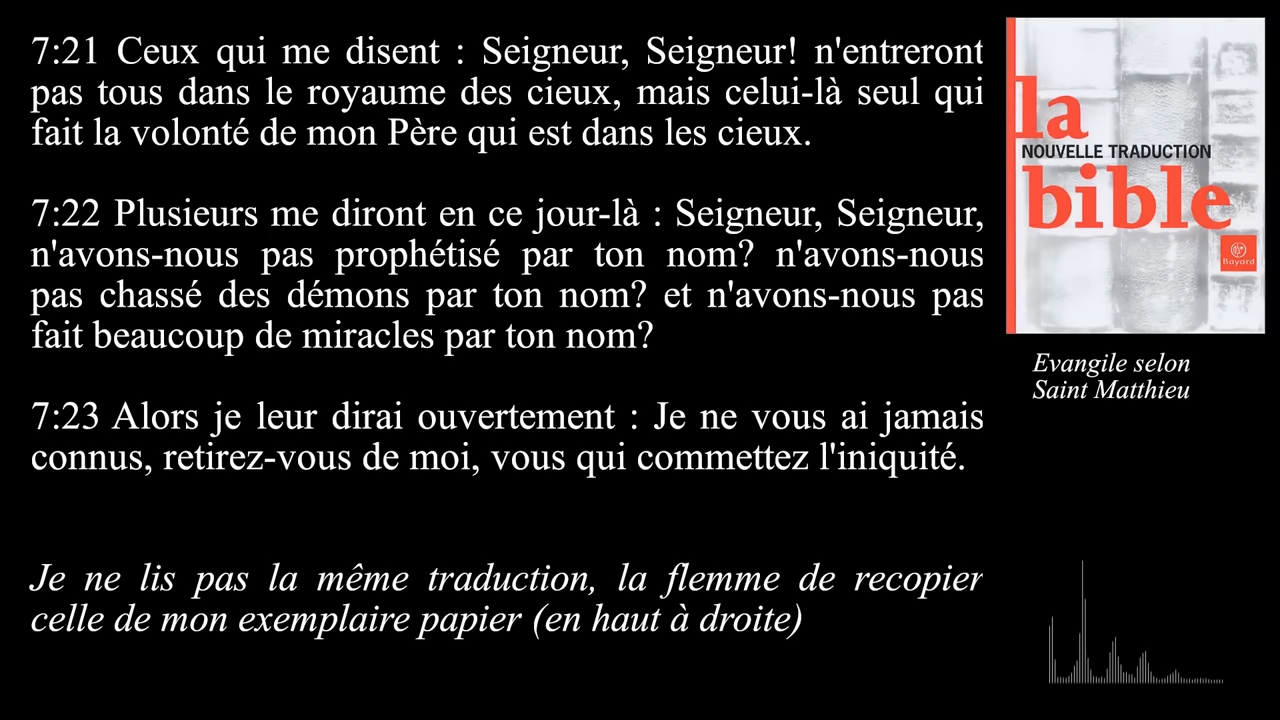 7:21 Ceux qui me disent : Seigneur, Seigneur! n'entreront
pas tous dans le royaume des cieux, mais celui-là seul qui
fait la volonté de mon Père qui est dans les cieux.
7:22 Plusieurs me diront en ce jour-là : Seigneur, Seigneur,
n'avons-nous pas prophétisé par ton nom? n'avons-nous
pas chassé des démons par ton nom? et n'avons-nous pas
fait beaucoup de miracles par ton nom?
7:23 Alors je leur dirai ouvertement : Je ne vous ai jamais
connus, retirez-vous de moi, vous qui commettez l'iniquité.
Je ne lis pas la même traduction, la flemme de recopier
celle de mon exemplaire papier (en haut à droite)
la
NOUVELLE TRADUCTION
bible
Bayard
Evangile selon
Saint Matthieu